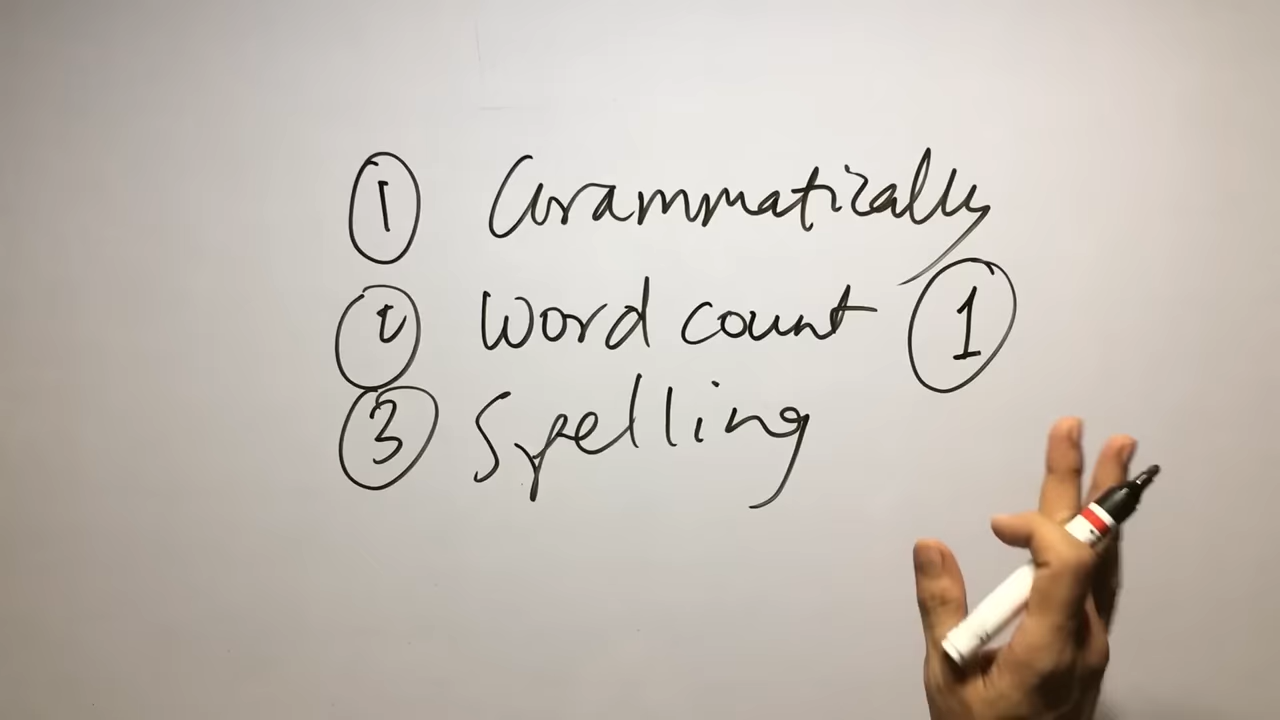 ① Grammatically
② Word count ①
③ Spelling